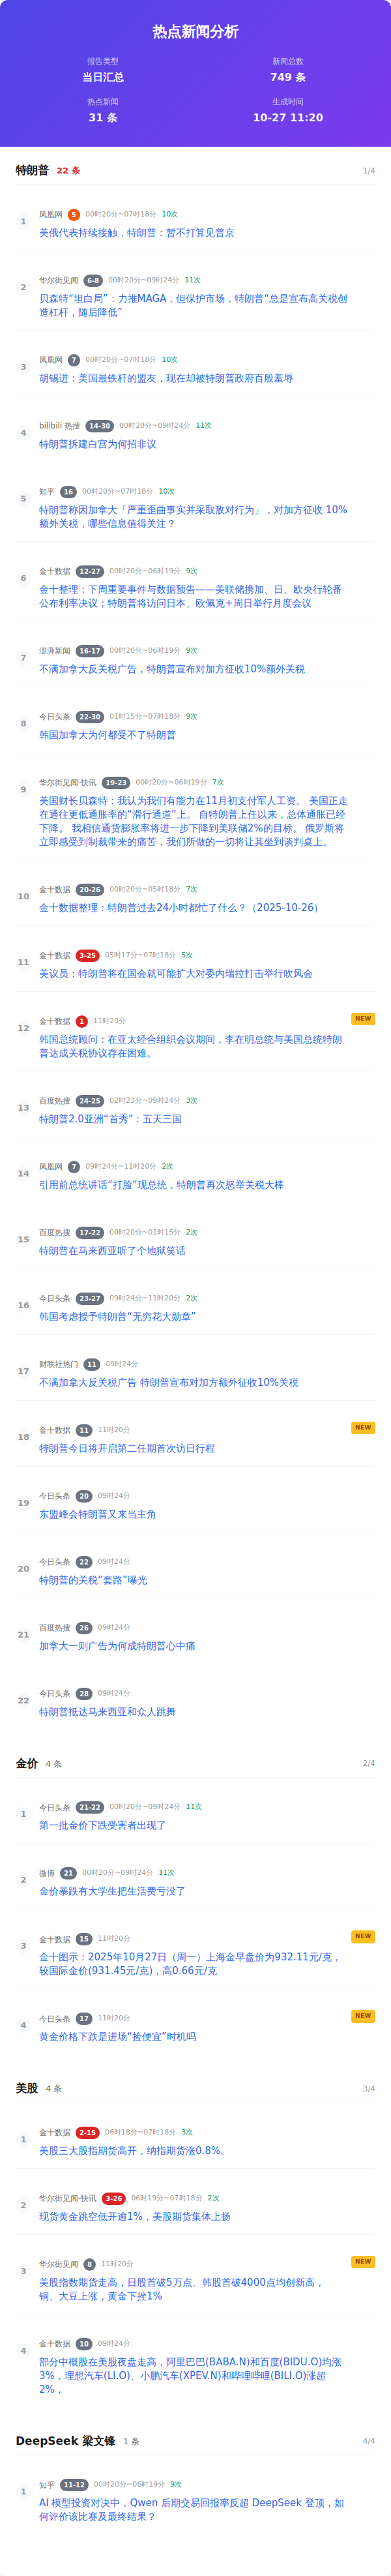 热点新闻分析
报告类型
当日汇总
新闻总数
749 条
热点新闻
31 条
生成时间
10-27 11:20
特朗普 22 条 1/4
1
凤凰网 5 00时20分~07时18分 10次
美俄代表持续接触，特朗普：暂不打算见普京
2
华尔街见闻 6-8 00时20分~09时24分 11次
贝森特“坦白局”：力推MAGA，但保护市场，特朗普“总是宣布高关税创
造杠杆，随后降低”
3
凤凰网 7 00时20分~07时18分 10次
胡锡进：美国最铁杆的盟友，现在却被特朗普政府百般羞辱
4
bilibili 热搜 14-30 00时20分~09时24分 11次
特朗普拆建白宫为何招非议
5
知乎 16 00时20分~07时18分 10次
特朗普称因加拿大「严重歪曲事实并采取敌对行为」，对加方征收 10%
额外关税，哪些信息值得关注？
6
金十数据 12-27 00时20分~06时19分 9次
金十整理：下周重要事件与数据预告——美联储携加、日、欧央行轮番
公布利率决议；特朗普将访问日本、欧佩克+周日举行月度会议
7
澎湃新闻 16-17 00时20分~06时19分 9次
不满加拿大反关税广告，特朗普宣布对加方征收10%额外关税
8
今日头条 22-30 01时15分~07时18分 9次
韩国加拿大为何都受不了特朗普
9
华尔街见闻-快讯 19-23 00时20分~06时19分 7次
美国财长贝森特：我认为我们有能力在11月初支付军人工资。 美国正走
在通往更低通胀率的“滑行通道”上。 自特朗普上任以来，总体通胀已经
下降。 我相信通货膨胀率将进一步下降到美联储2%的目标。 俄罗斯将
立即感受到制裁带来的痛苦，我们所做的一切将让其坐到谈判桌上。
10
金十数据 20-26 00时20分~05时18分 7次
金十数据整理：特朗普过去24小时都忙了什么？（2025-10-26）
11
金十数据 3-25 05时17分~07时18分 5次
美议员：特朗普将在国会就可能扩大对委内瑞拉打击举行吹风会
12
金十数据 1 11时20分 NEW
韩国总统顾问：在亚太经合组织会议期间，李在明总统与美国总统特朗
普达成关税协议存在困难。
13
百度热搜 24-25 02时23分~09时24分 3次
特朗普2.0亚洲“首秀”：五天三国
14
凤凰网 7 09时24分~11时20分 2次
引用前总统讲话“打脸”现总统，特朗普再次怒举关税大棒
15
百度热搜 17-22 00时20分~01时15分 2次
特朗普在马来西亚听了个地狱笑话
16
今日头条 23-27 09时24分~11时20分 2次
韩国考虑授予特朗普“无穷花大勋章”
17
财联社热门 11 09时24分
不满加拿大反关税广告 特朗普宣布对加方额外征收10%关税
18
金十数据 11 11时20分 NEW
特朗普今日将开启第二任期首次访日行程
19
今日头条 20 09时24分
东盟峰会特朗普又来当主角
20
今日头条 22 09时24分
特朗普的关税“套路”曝光
21
百度热搜 26 09时24分
加拿大一则广告为何成特朗普心中痛
22
今日头条 28 09时24分
特朗普抵达马来西亚和众人跳舞
金价 4 条 2/4
1
今日头条 21-22 00时20分~09时24分 11次
第一批金价下跌受害者出现了
2
微博 21 00时20分~09时24分 11次
金价暴跌有大学生把生活费亏没了
3
金十数据 15 11时20分 NEW
金十图示：2025年10月27日（周一）上海金早盘价为932.11元/克，
较国际金价(931.45元/克)，高0.66元/克
4
今日头条 17 11时20分 NEW
黄金价格下跌是进场“捡便宜”时机吗
美股 4 条 3/4
1
金十数据 2-15 06时18分~07时18分 3次
美股三大股指期货高开，纳指期货涨0.8%。
2
华尔街见闻-快讯 3-26 06时19分~07时18分 2次
现货黄金跳空低开逾1%，美股期货集体上扬
3
华尔街见闻 8 11时20分 NEW
美股指数期货走高，日股首破5万点、韩股首破4000点均创新高，
铜、大豆上涨，黄金下挫1%
4
金十数据 10 09时24分
部分中概股在美股夜盘走高，阿里巴巴(BABA.N)和百度(BIDU.O)均涨
3%，理想汽车(LI.O)、小鹏汽车(XPEV.N)和哔哩哔哩(BILI.O)涨超
2%，
DeepSeek 梁文锋 1 条 4/4
1
知乎 11-12 00时20分~06时19分 9次
AI 模型投资对决中，Qwen 后期交易回报率反超 DeepSeek 登顶，如
何评价该比赛及最终结果？